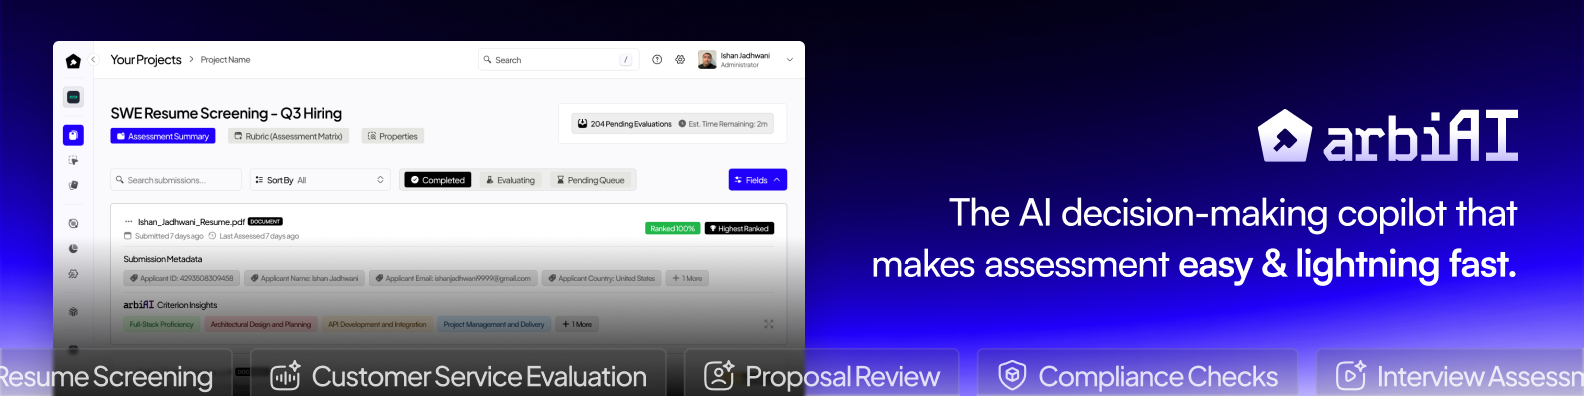 Your Projects > Project Name
Search /
Ishan Jadhwani
Administrator
SWE Resume Screening - Q3 Hiring
Assessment Summary
Rubric (Assessment Matrix)
Properties
204 Pending Evaluations
Est. Time Remaining: 2m
Search submissions...
Sort By All
Completed
Evaluating
Pending Queue
Fields
Ishan_Jadhwani_Resume.pdf DOCUMENT
Submitted 7 days ago Last Assessed 7 days ago
Ranked 100%
Highest Ranked
Submission Metadata
Applicant ID: 4293508309458
Applicant Name: Ishan Jadhwani
Applicant Email: ishanjadhwani9999@gmail.com
Applicant Country: United States
+ 1 More
arbiAI Criterion Insights
Full-Stack Proficiency
Architectural Design and Planning
API Development and Integration
Project Management and Delivery
+ 1 More
arbiAI
The AI decision-making copilot that
makes assessment easy & lightning fast.
Resume Screening
Customer Service Evaluation
Proposal Review
Compliance Checks
Interview Assessm